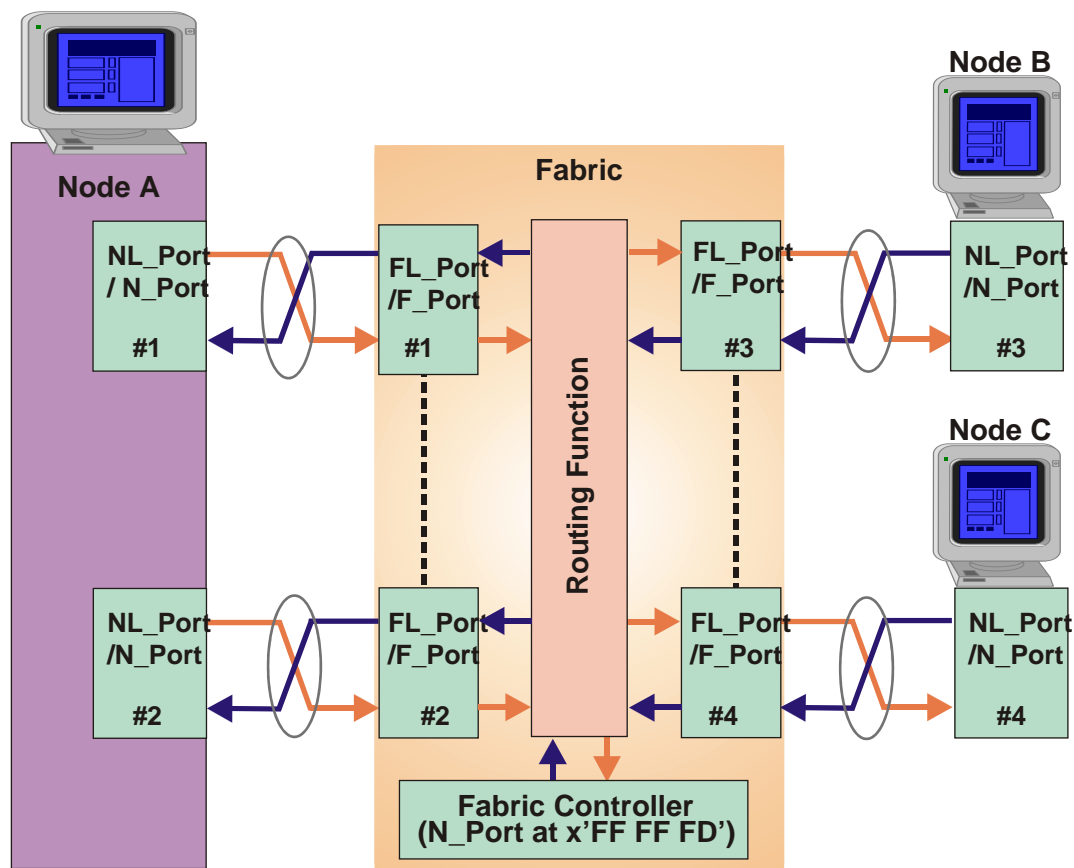 Node B
Fabric
Node A
NL_Port
/ N_Port
#1
FL_Port
/F_Port
#1
Routing Function
FL_Port
/F_Port
#3
NL_Port
/N_Port
#3
Node C
NL_Port
/N_Port
#2
FL_Port
/F_Port
#2
FL_Port
/F_Port
#4
NL_Port
/N_Port
#4
Fabric Controller
(N_Port at x’FF FF FD’)